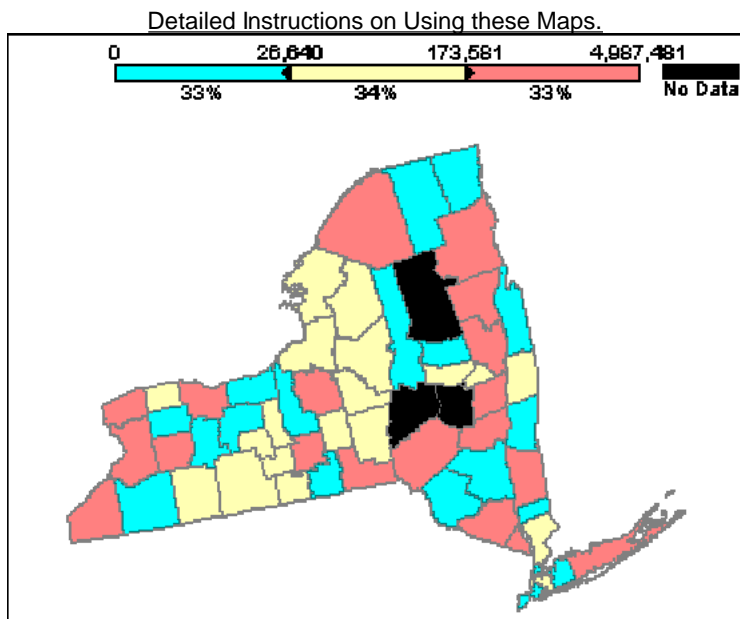 Detailed Instructions on Using these Maps.
0 26,640 173,581 4,987,481
33% 34% 33% No Data